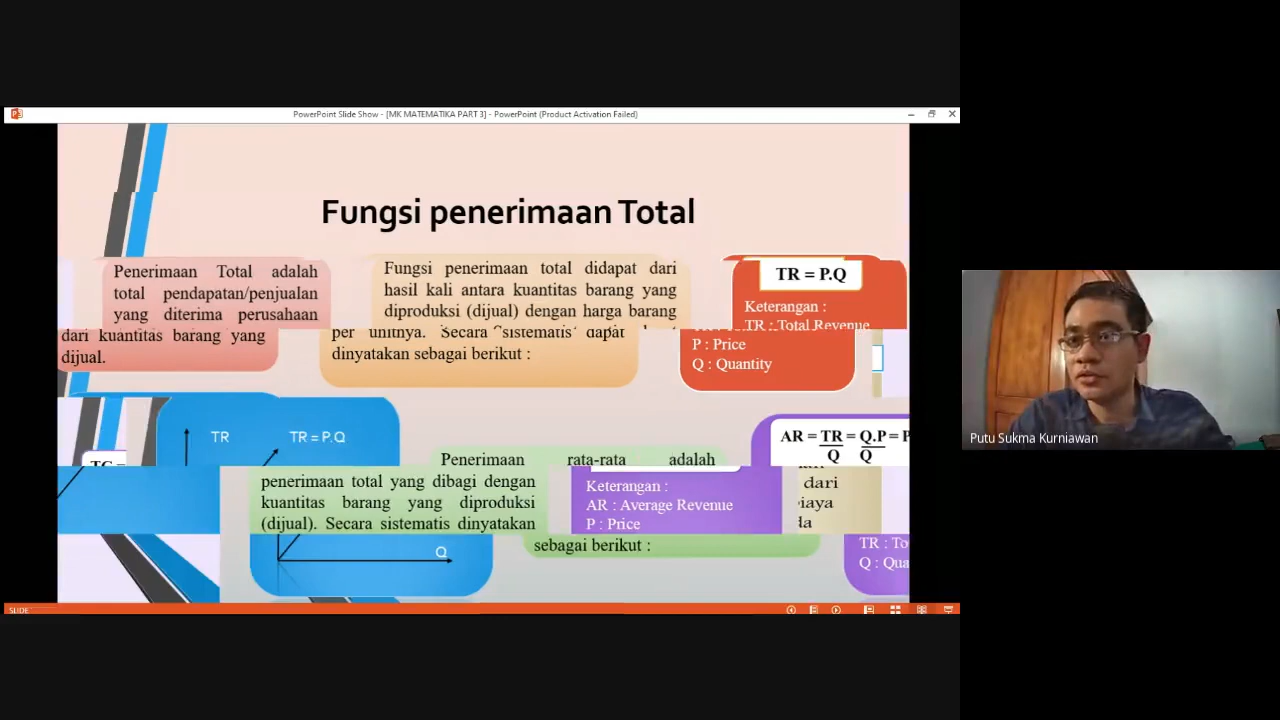 PowerPoint Slide Show - [MK MATEMATIKA PART 3] - PowerPoint (Product Activation Failed)
Fungsi penerimaan Total
Penerimaan Total adalah
total pendapatan/penjualan
yang diterima perusahaan
dari kuantitas barang yang
dijual.
Fungsi penerimaan total didapat dari
hasil kali antara kuantitas barang yang
diproduksi (dijual) dengan harga barang
per unitnya. Secara sistematis dapat
dinyatakan sebagai berikut :
TR = P.Q
Keterangan :
TR : Total Revenue
P : Price
Q : Quantity
TR
TR = P.Q
Q
TC =
Penerimaan rata-rata adalah
penerimaan total yang dibagi dengan
kuantitas barang yang diproduksi
(dijual). Secara sistematis dinyatakan
sebagai berikut :
AR = TR = Q.P = P
Q Q
Keterangan :
AR : Average Revenue
P : Price
TR : To
Q : Qua
dari
SLIDE
Putu Sukma Kurniawan